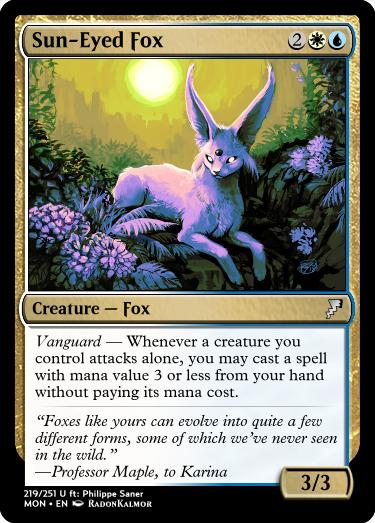 Sun-Eyed Fox 2
Creature — Fox
Vanguard — Whenever a creature you
control attacks alone, you may cast a spell
with mana value 3 or less from your hand
without paying its mana cost.
“Foxes like yours can evolve into quite a few
different forms, some of which we’ve never seen
in the wild.”
—Professor Maple, to Karina
3/3
219/251 U ft: Philippe Saner
MON • EN RadonKalmor